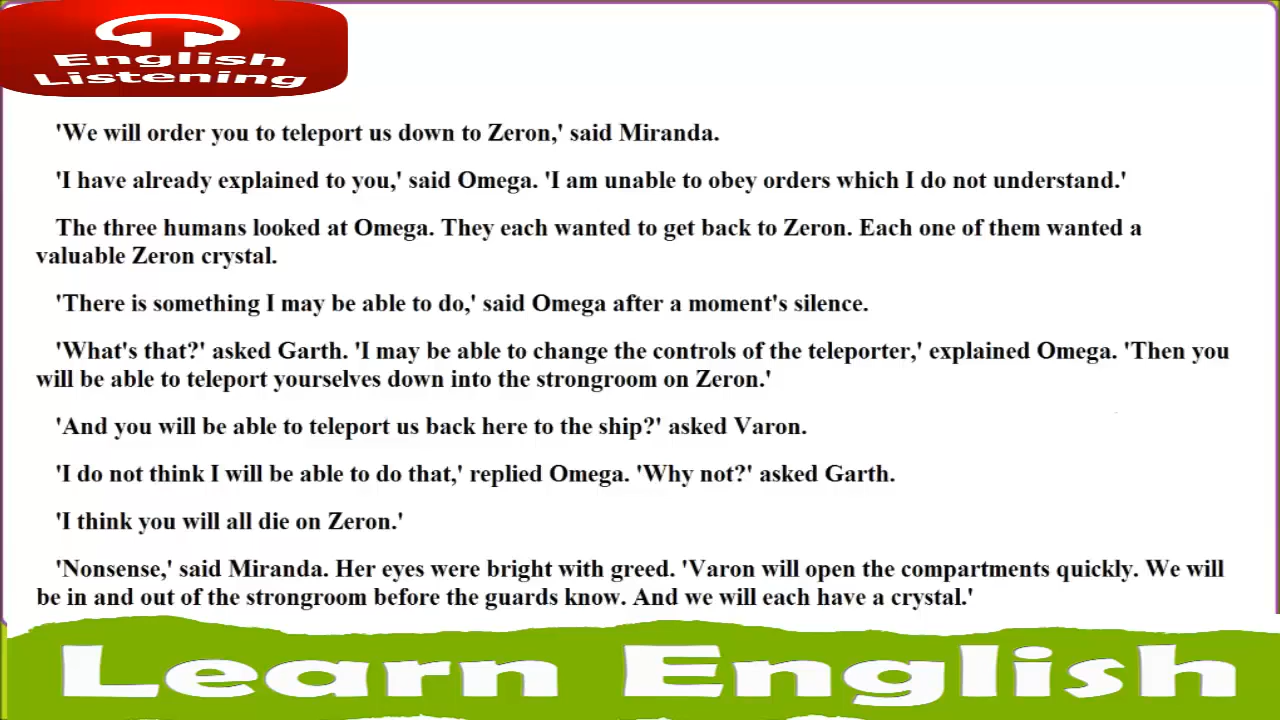 English
Listening
'We will order you to teleport us down to Zeron,' said Miranda.
'I have already explained to you,' said Omega. 'I am unable to obey orders which I do not understand.'
The three humans looked at Omega. They each wanted to get back to Zeron. Each one of them wanted a
valuable Zeron crystal.
'There is something I may be able to do,' said Omega after a moment's silence.
'What's that?' asked Garth. 'I may be able to change the controls of the teleporter,' explained Omega. 'Then you
will be able to teleport yourselves down into the strongroom on Zeron.'
'And you will be able to teleport us back here to the ship?' asked Varon.
'I do not think I will be able to do that,' replied Omega. 'Why not?' asked Garth.
'I think you will all die on Zeron.'
'Nonsense,' said Miranda. Her eyes were bright with greed. 'Varon will open the compartments quickly. We will
be in and out of the strongroom before the guards know. And we will each have a crystal.'
Learn English